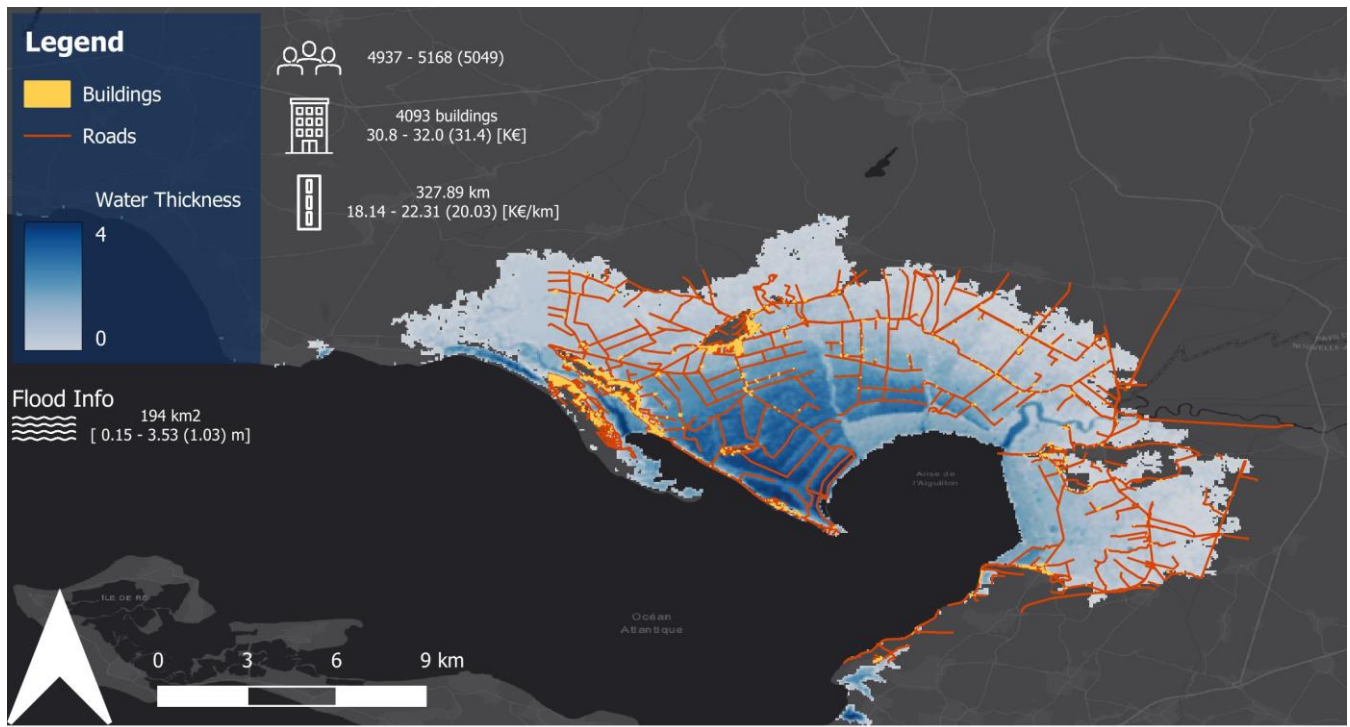 Legend
Buildings
Roads
Water Thickness
4
0
4937 - 5168 (5049)
4093 buildings
30.8 - 32.0 (31.4) [K€]
327.89 km
18.14 - 22.31 (20.03) [K€/km]
Flood Info
194 km2
[ 0.15 - 3.53 (1.03) m]
Anse de
l'Aiguillon
ÎLE DE RÉ
Océan
Atlantique
0 3 6 9 km